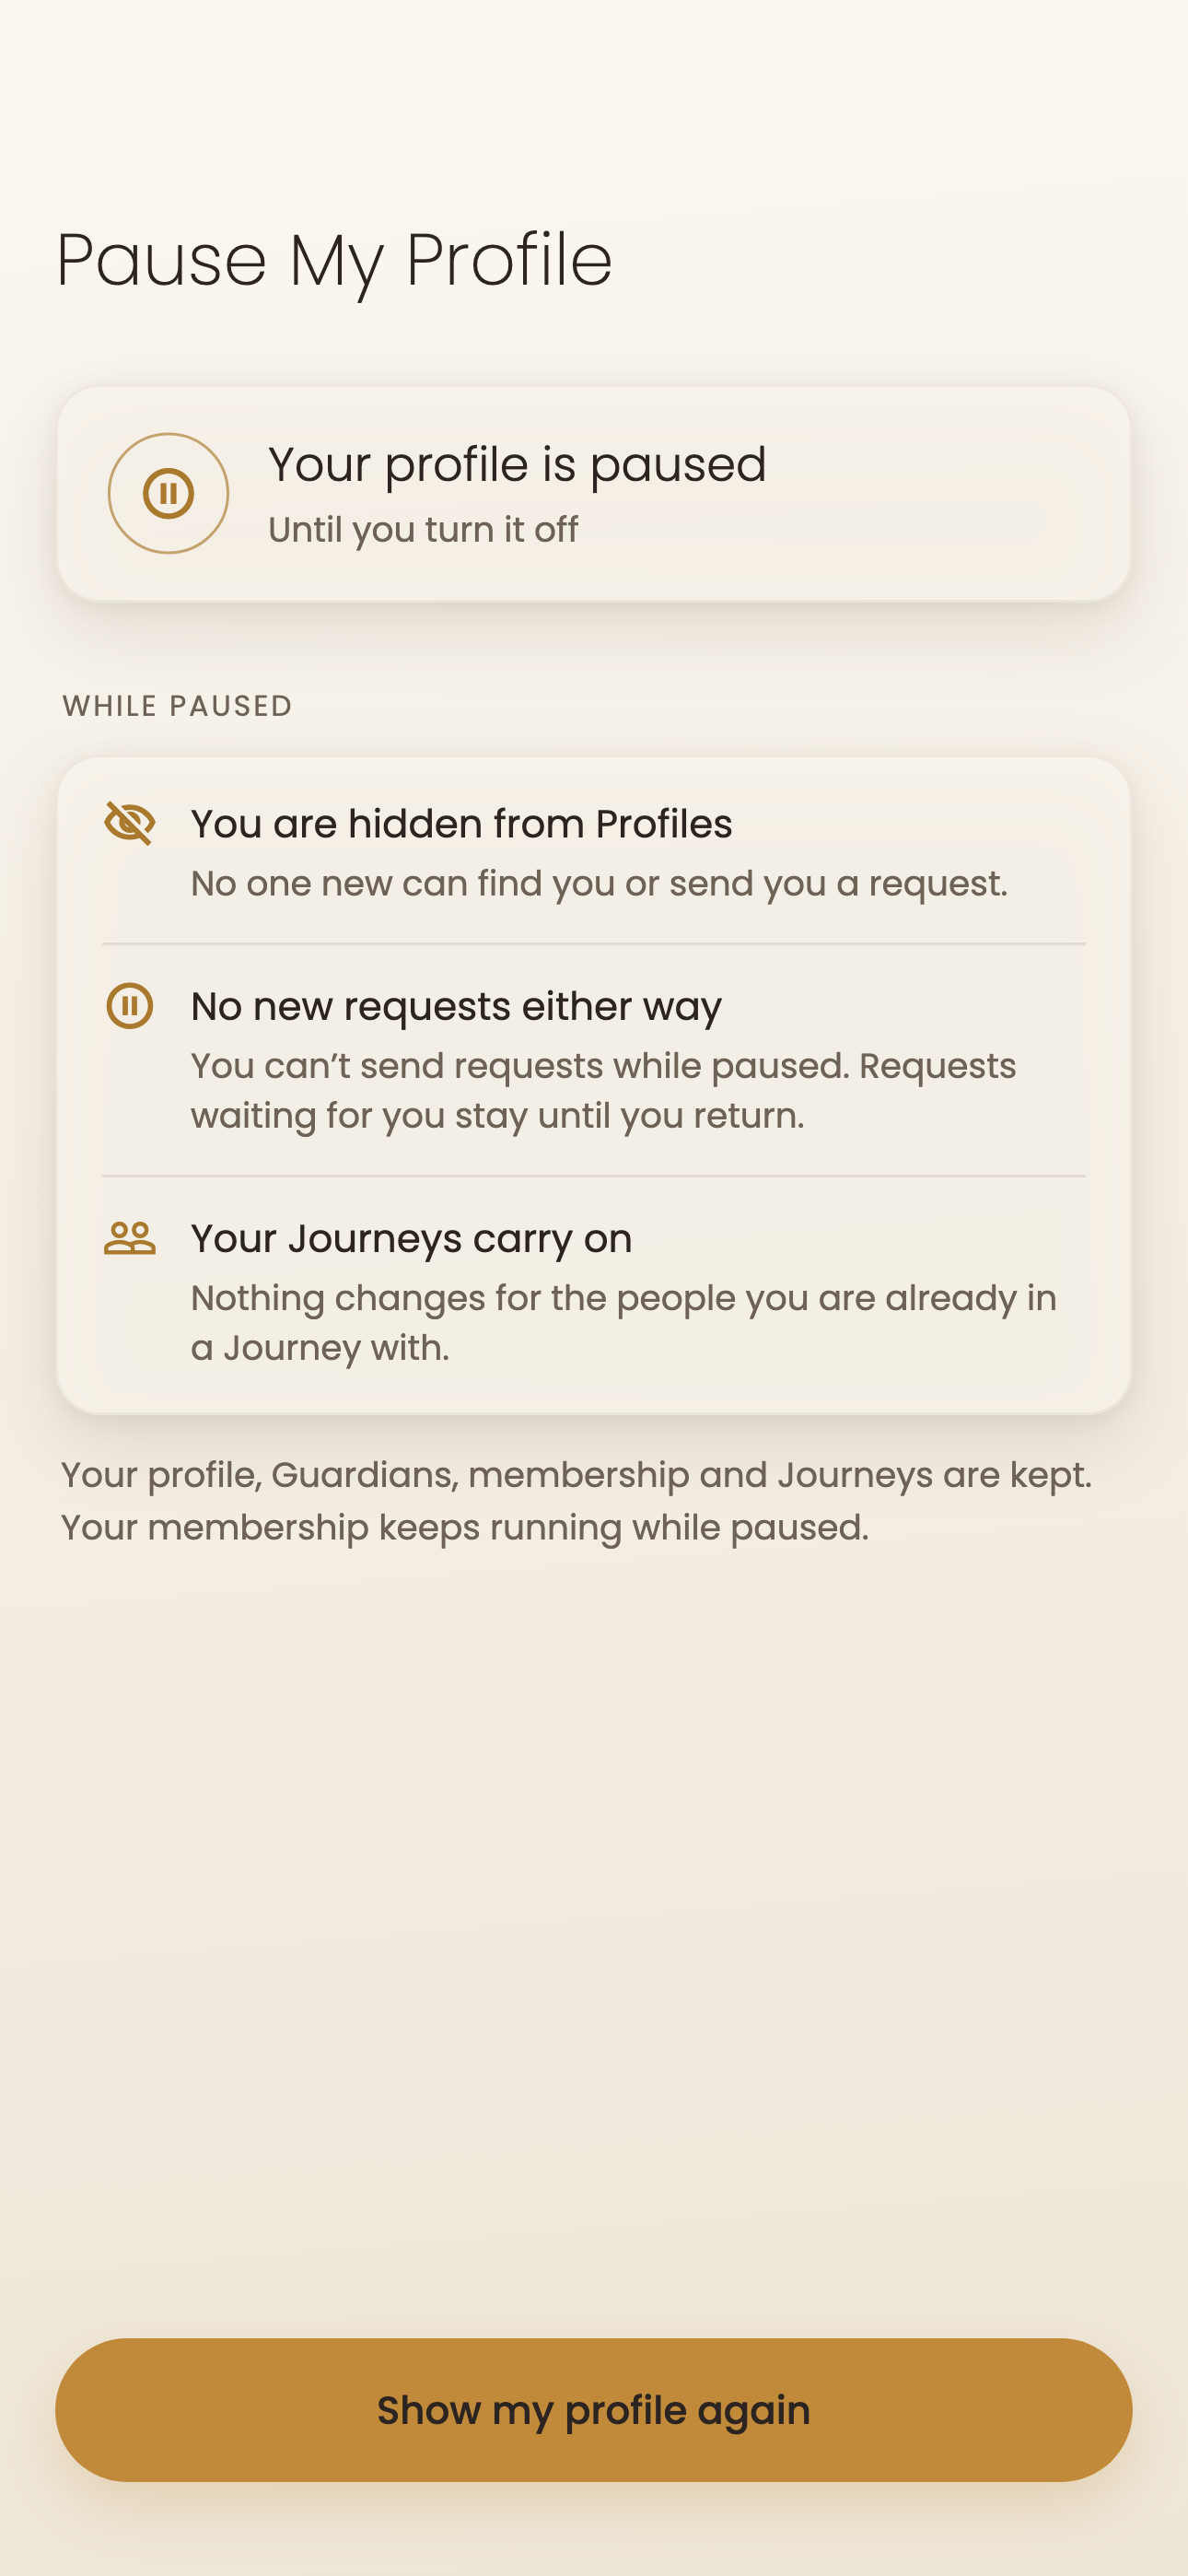 Pause My Profile
Your profile is paused
Until you turn it off
WHILE PAUSED
You are hidden from Profiles
No one new can find you or send you a request.
No new requests either way
You can’t send requests while paused. Requests
waiting for you stay until you return.
Your Journeys carry on
Nothing changes for the people you are already in
a Journey with.
Your profile, Guardians, membership and Journeys are kept.
Your membership keeps running while paused.
Show my profile again